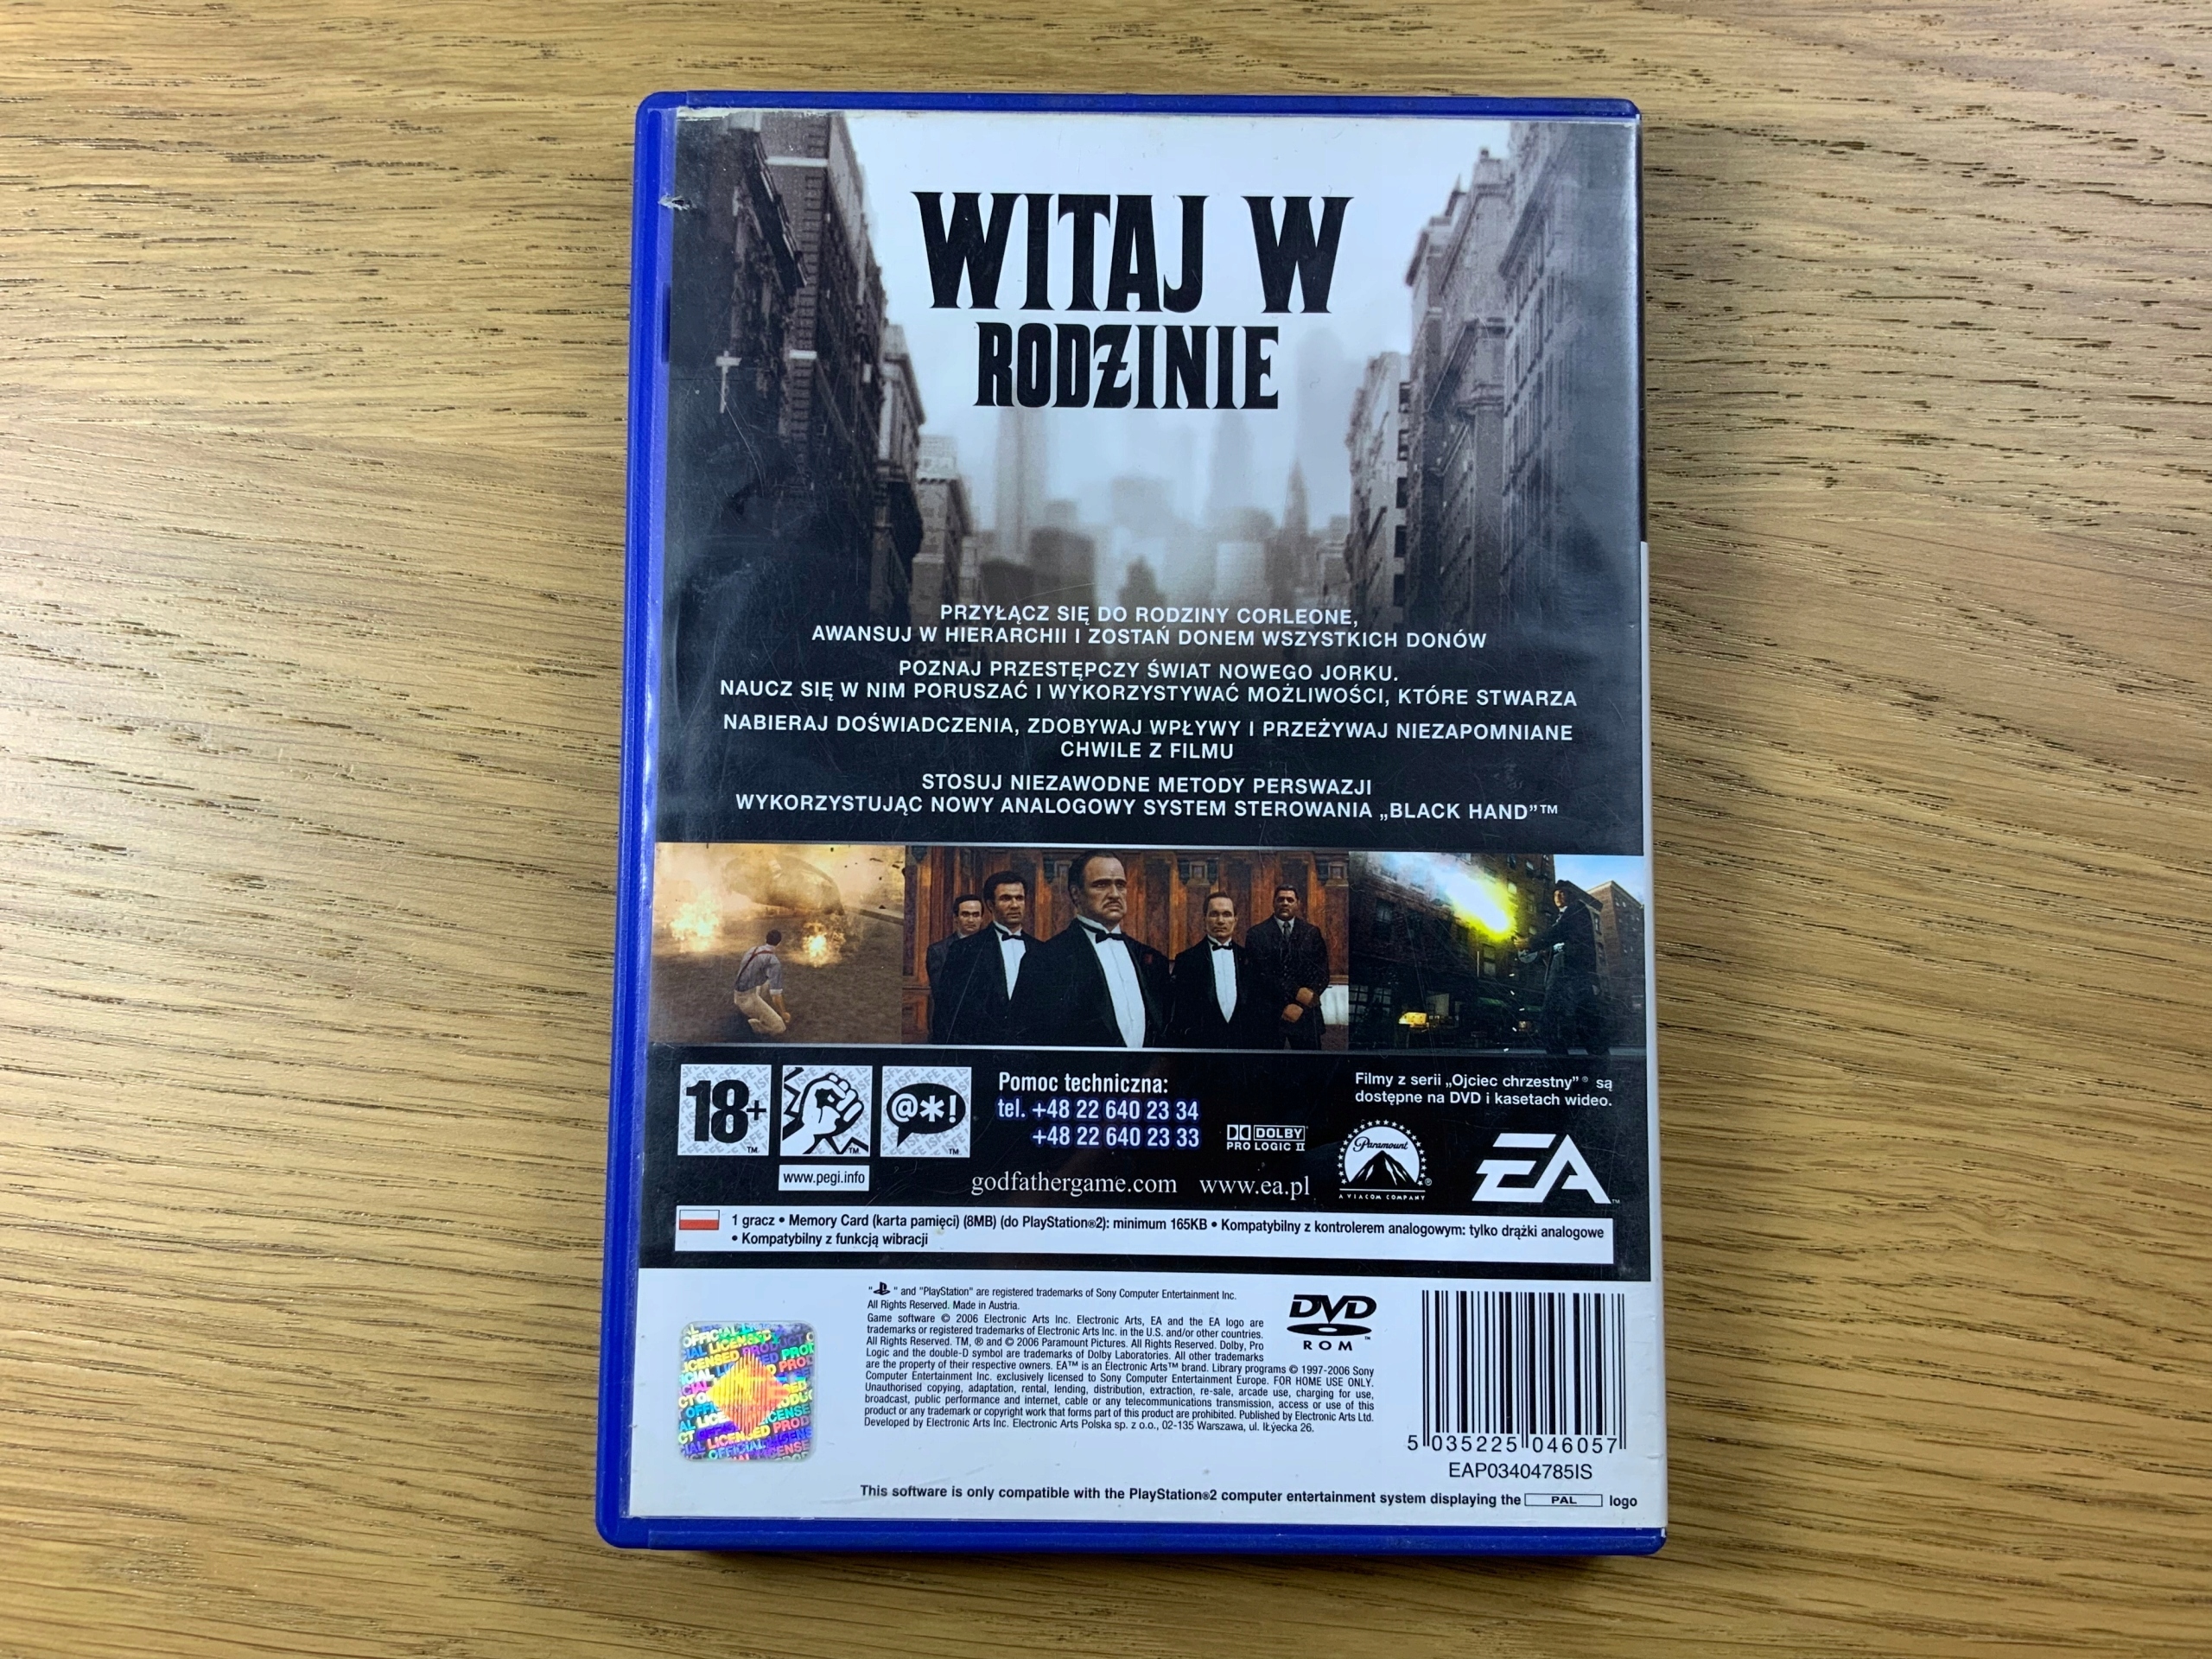 WITAJ W
RODZINIE
PRZYŁĄCZ SIĘ DO RODZINY CORLEONE,
AWANSUJ W HIERARCHII I ZOSTAŃ DONEM WSZYSTKICH DONÓW
POZNAJ PRZESTĘPCZY ŚWIAT NOWEGO JORKU.
NAUCZ SIĘ W NIM PORUSZAĆ I WYKORZYSTYWAĆ MOŻLIWOŚCI, KTÓRE STWARZA
NABIERAJ DOŚWIADCZENIA, ZDOBYWAJ WPŁYWY I PRZEŻYWAJ NIEZAPOMNIANE
CHWILE Z FILMU
STOSUJ NIEZAWODNE METODY PERSWAZJI
WYKORZYSTUJĄC NOWY ANALOGOWY SYSTEM STEROWANIA „BLACK HAND”™
18+
@*!
www.pegi.info
Pomoc techniczna:
tel. +48 22 640 23 34
+48 22 640 23 33
DOLBY
PRO LOGIC II
Filmy z serii „Ojciec chrzestny”® są
dostępne na DVD i kasetach wideo.
Paramount
A VIACOM COMPANY
EA™
godfathergame.com www.ea.pl
1 gracz • Memory Card (karta pamięci) (8MB) (do PlayStation®2): minimum 165KB • Kompatybilny z kontrolerem analogowym: tylko drążki analogowe
• Kompatybilny z funkcją wibracji
" " and "PlayStation" are registered trademarks of Sony Computer Entertainment Inc.
All Rights Reserved. Made in Austria.
Game software © 2006 Electronic Arts Inc. Electronic Arts, EA and the EA logo are
trademarks or registered trademarks of Electronic Arts Inc. in the U.S. and/or other countries.
All Rights Reserved. TM, ® and © 2006 Paramount Pictures. All Rights Reserved. Dolby, Pro
Logic and the double-D symbol are trademarks of Dolby Laboratories. All other trademarks
are the property of their respective owners. EA™ is an Electronic Arts™ brand. Library programs © 1997-2006 Sony
Computer Entertainment Inc. exclusively licensed to Sony Computer Entertainment Europe. FOR HOME USE ONLY.
Unauthorised copying, adaptation, rental, lending, distribution, extraction, re-sale, arcade use, charging for use,
broadcast, public performance and internet, cable or any telecommunications transmission, access or use of this
product or any trademark or copyright work that forms part of this product are prohibited. Published by Electronic Arts Ltd.
Developed by Electronic Arts Inc. Electronic Arts Polska sp. z o.o., 02-135 Warszawa, ul. Iłýecka 26.
DVD
ROM
OFFICIAL LICENSED PRODUCT
5 035225 046057
EAP03404785IS
This software is only compatible with the PlayStation®2 computer entertainment system displaying the PAL logo